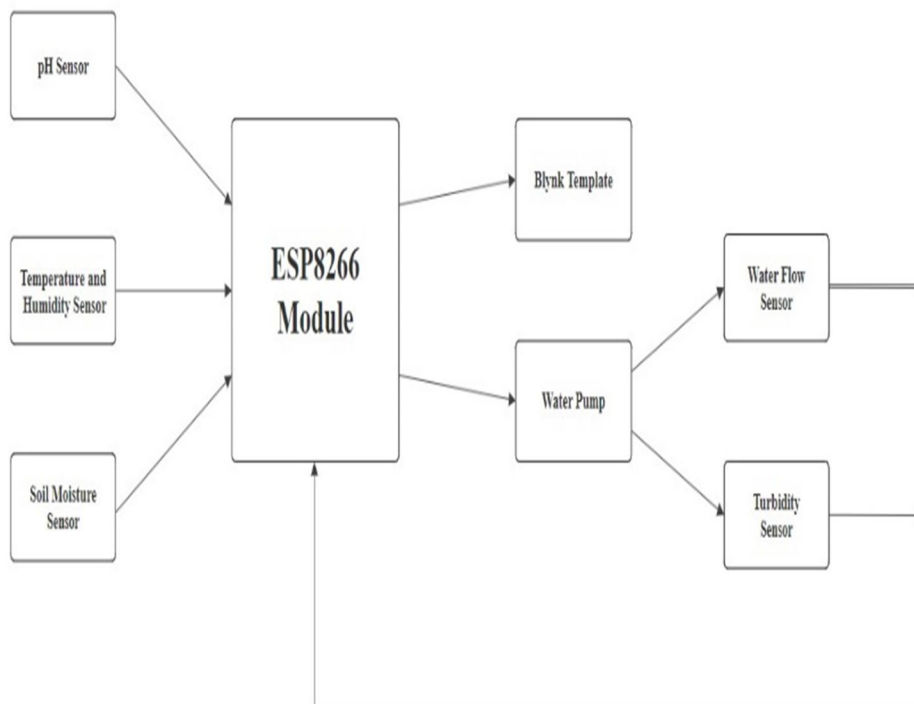 pH Sensor
Temperature and
Humidity Sensor
Soil Moisture
Sensor
ESP8266
Module
Blynk Template
Water Pump
Water Flow
Sensor
Turbidity
Sensor